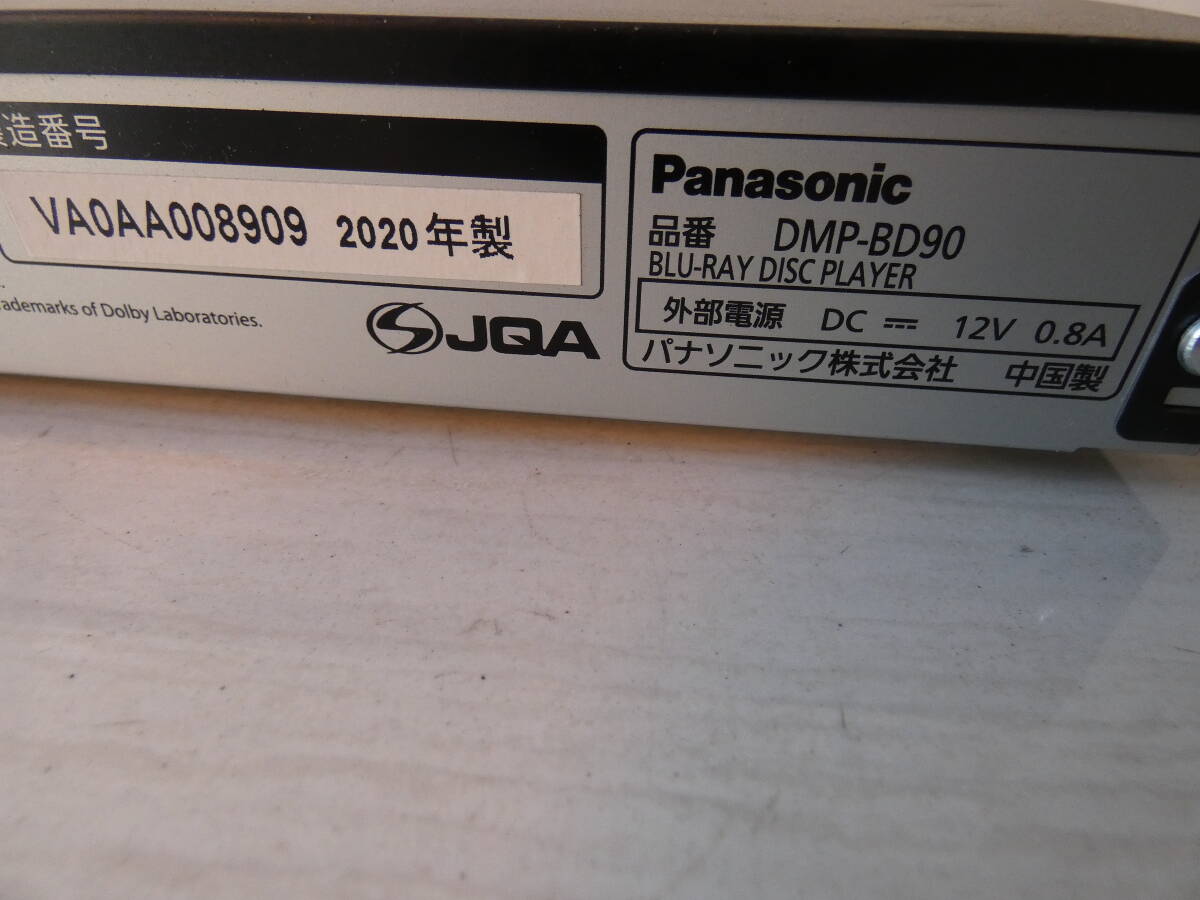 造番号
VA0AA008909 2020年製
of Dolby Laboratories.
JQA
Panasonic
品番 DMP-BD90
BLU-RAY DISC PLAYER
外部電源 DC ⎓ 12V 0.8A
パナソニック株式会社 中国製